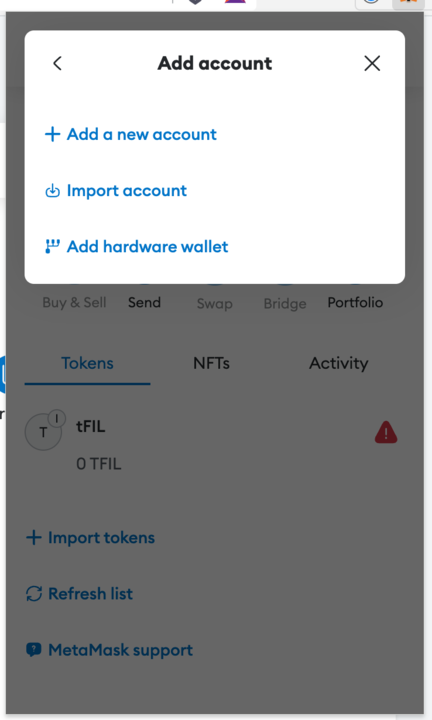 Add account
Add a new account
Import account
Add hardware wallet
Buy & Sell Send Swap Bridge Portfolio
Tokens NFTs Activity
I
T
tFIL
0 TFIL
Import tokens
Refresh list
MetaMask support